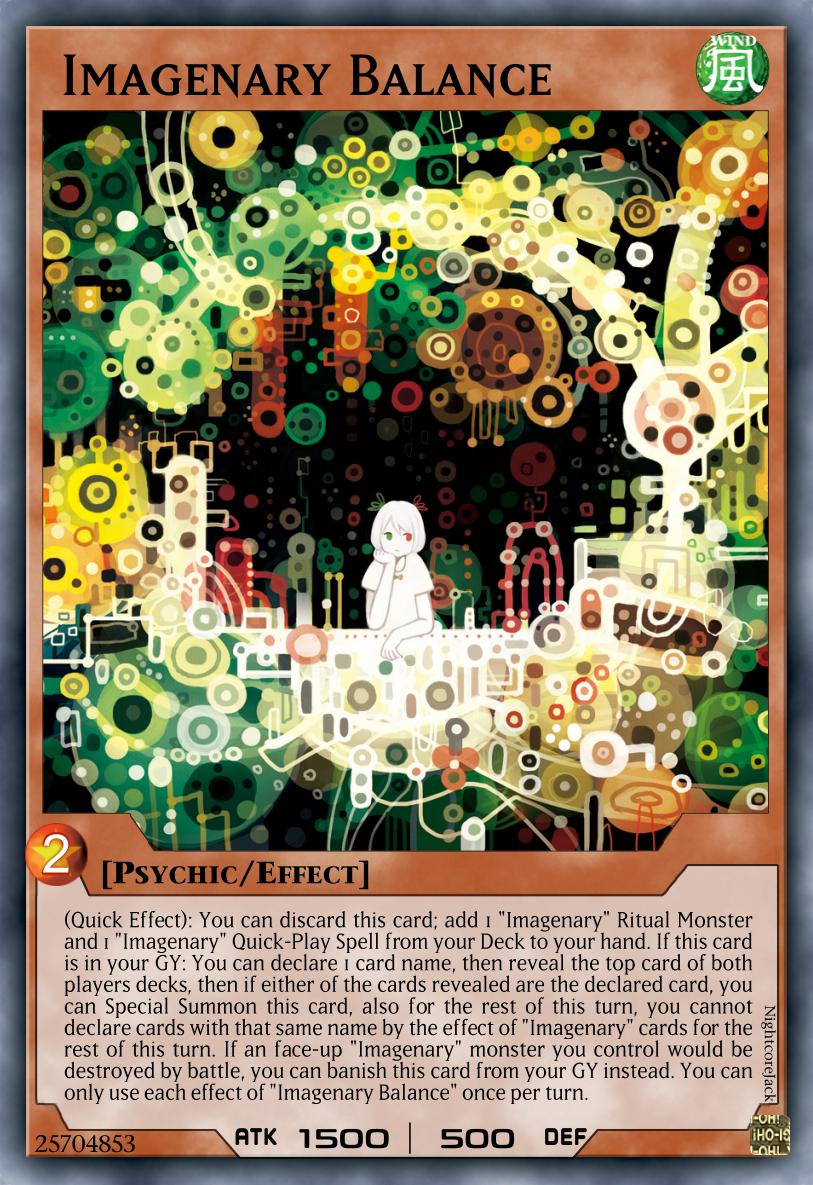 Imagenary Balance
WIND
風
2
[Psychic/Effect]
(Quick Effect): You can discard this card; add 1 "Imagenary" Ritual Monster
and 1 "Imagenary" Quick-Play Spell from your Deck to your hand. If this card
is in your GY: You can declare 1 card name, then reveal the top card of both
players decks, then if either of the cards revealed are the declared card, you
can Special Summon this card, also for the rest of this turn, you cannot
declare cards with that same name by the effect of "Imagenary" cards for the
rest of this turn. If an face-up "Imagenary" monster you control would be
destroyed by battle, you can banish this card from your GY instead. You can
only use each effect of "Imagenary Balance" once per turn.
NightcoreJack
25704853
ATK 1500 | 500 DEF